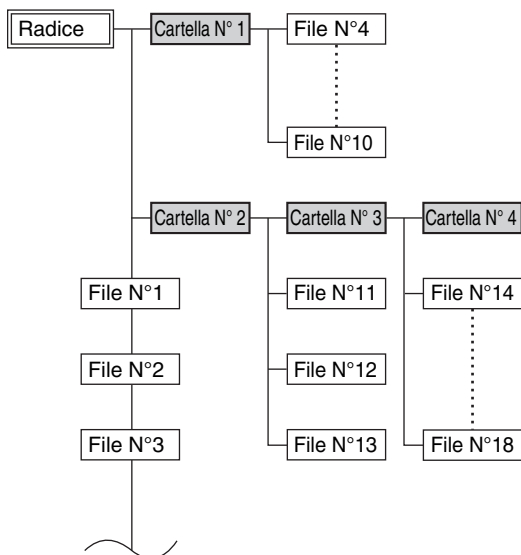 Radice
Cartella N° 1
File N°4
File N°10
Cartella N° 2
Cartella N° 3
Cartella N° 4
File N°1
File N°11
File N°14
File N°2
File N°12
File N°3
File N°13
File N°18